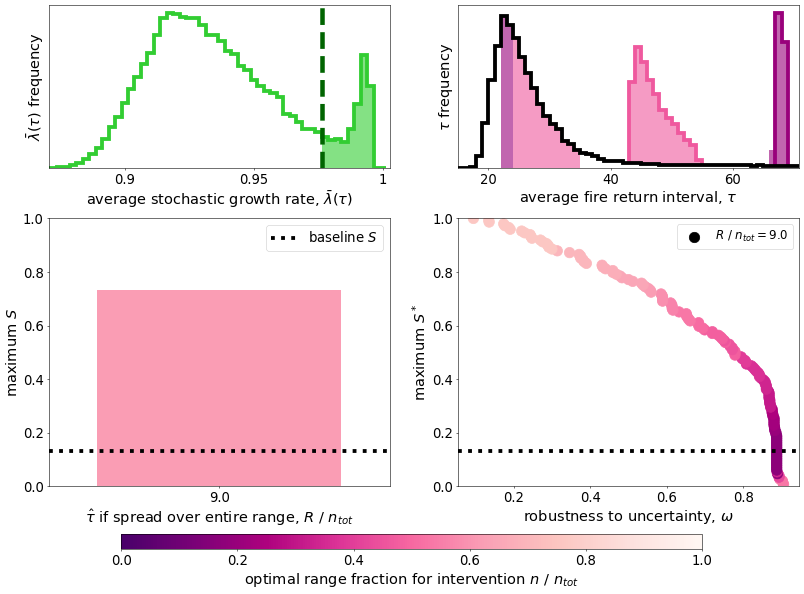 λ̄(τ) frequency
0.9 0.95 1
average stochastic growth rate, λ̄(τ)
τ frequency
20 40 60
average fire return interval, τ
maximum S
1.0
0.8
0.6
0.4
0.2
0.0
baseline S
9.0
τ̂ if spread over entire range, R / n_tot
maximum S*
1.0
0.8
0.6
0.4
0.2
0.0
R / n_tot = 9.0
0.2 0.4 0.6 0.8
robustness to uncertainty, ω
0.0 0.2 0.4 0.6 0.8 1.0
optimal range fraction for intervention n / n_tot